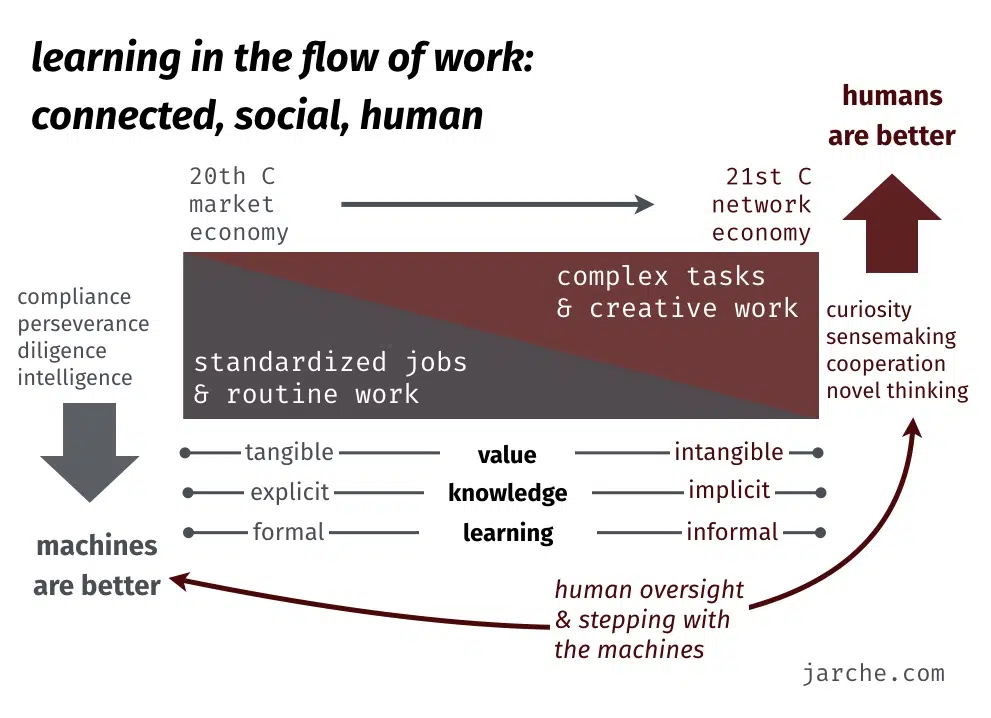 learning in the flow of work:
connected, social, human
humans
are better
20th C
market
economy
21st C
network
economy
complex tasks
& creative work
standardized jobs
& routine work
compliance
perseverance
diligence
intelligence
curiosity
sensemaking
cooperation
novel thinking
tangible value intangible
explicit knowledge implicit
formal learning informal
machines
are better
human oversight
& stepping with
the machines
jarche.com